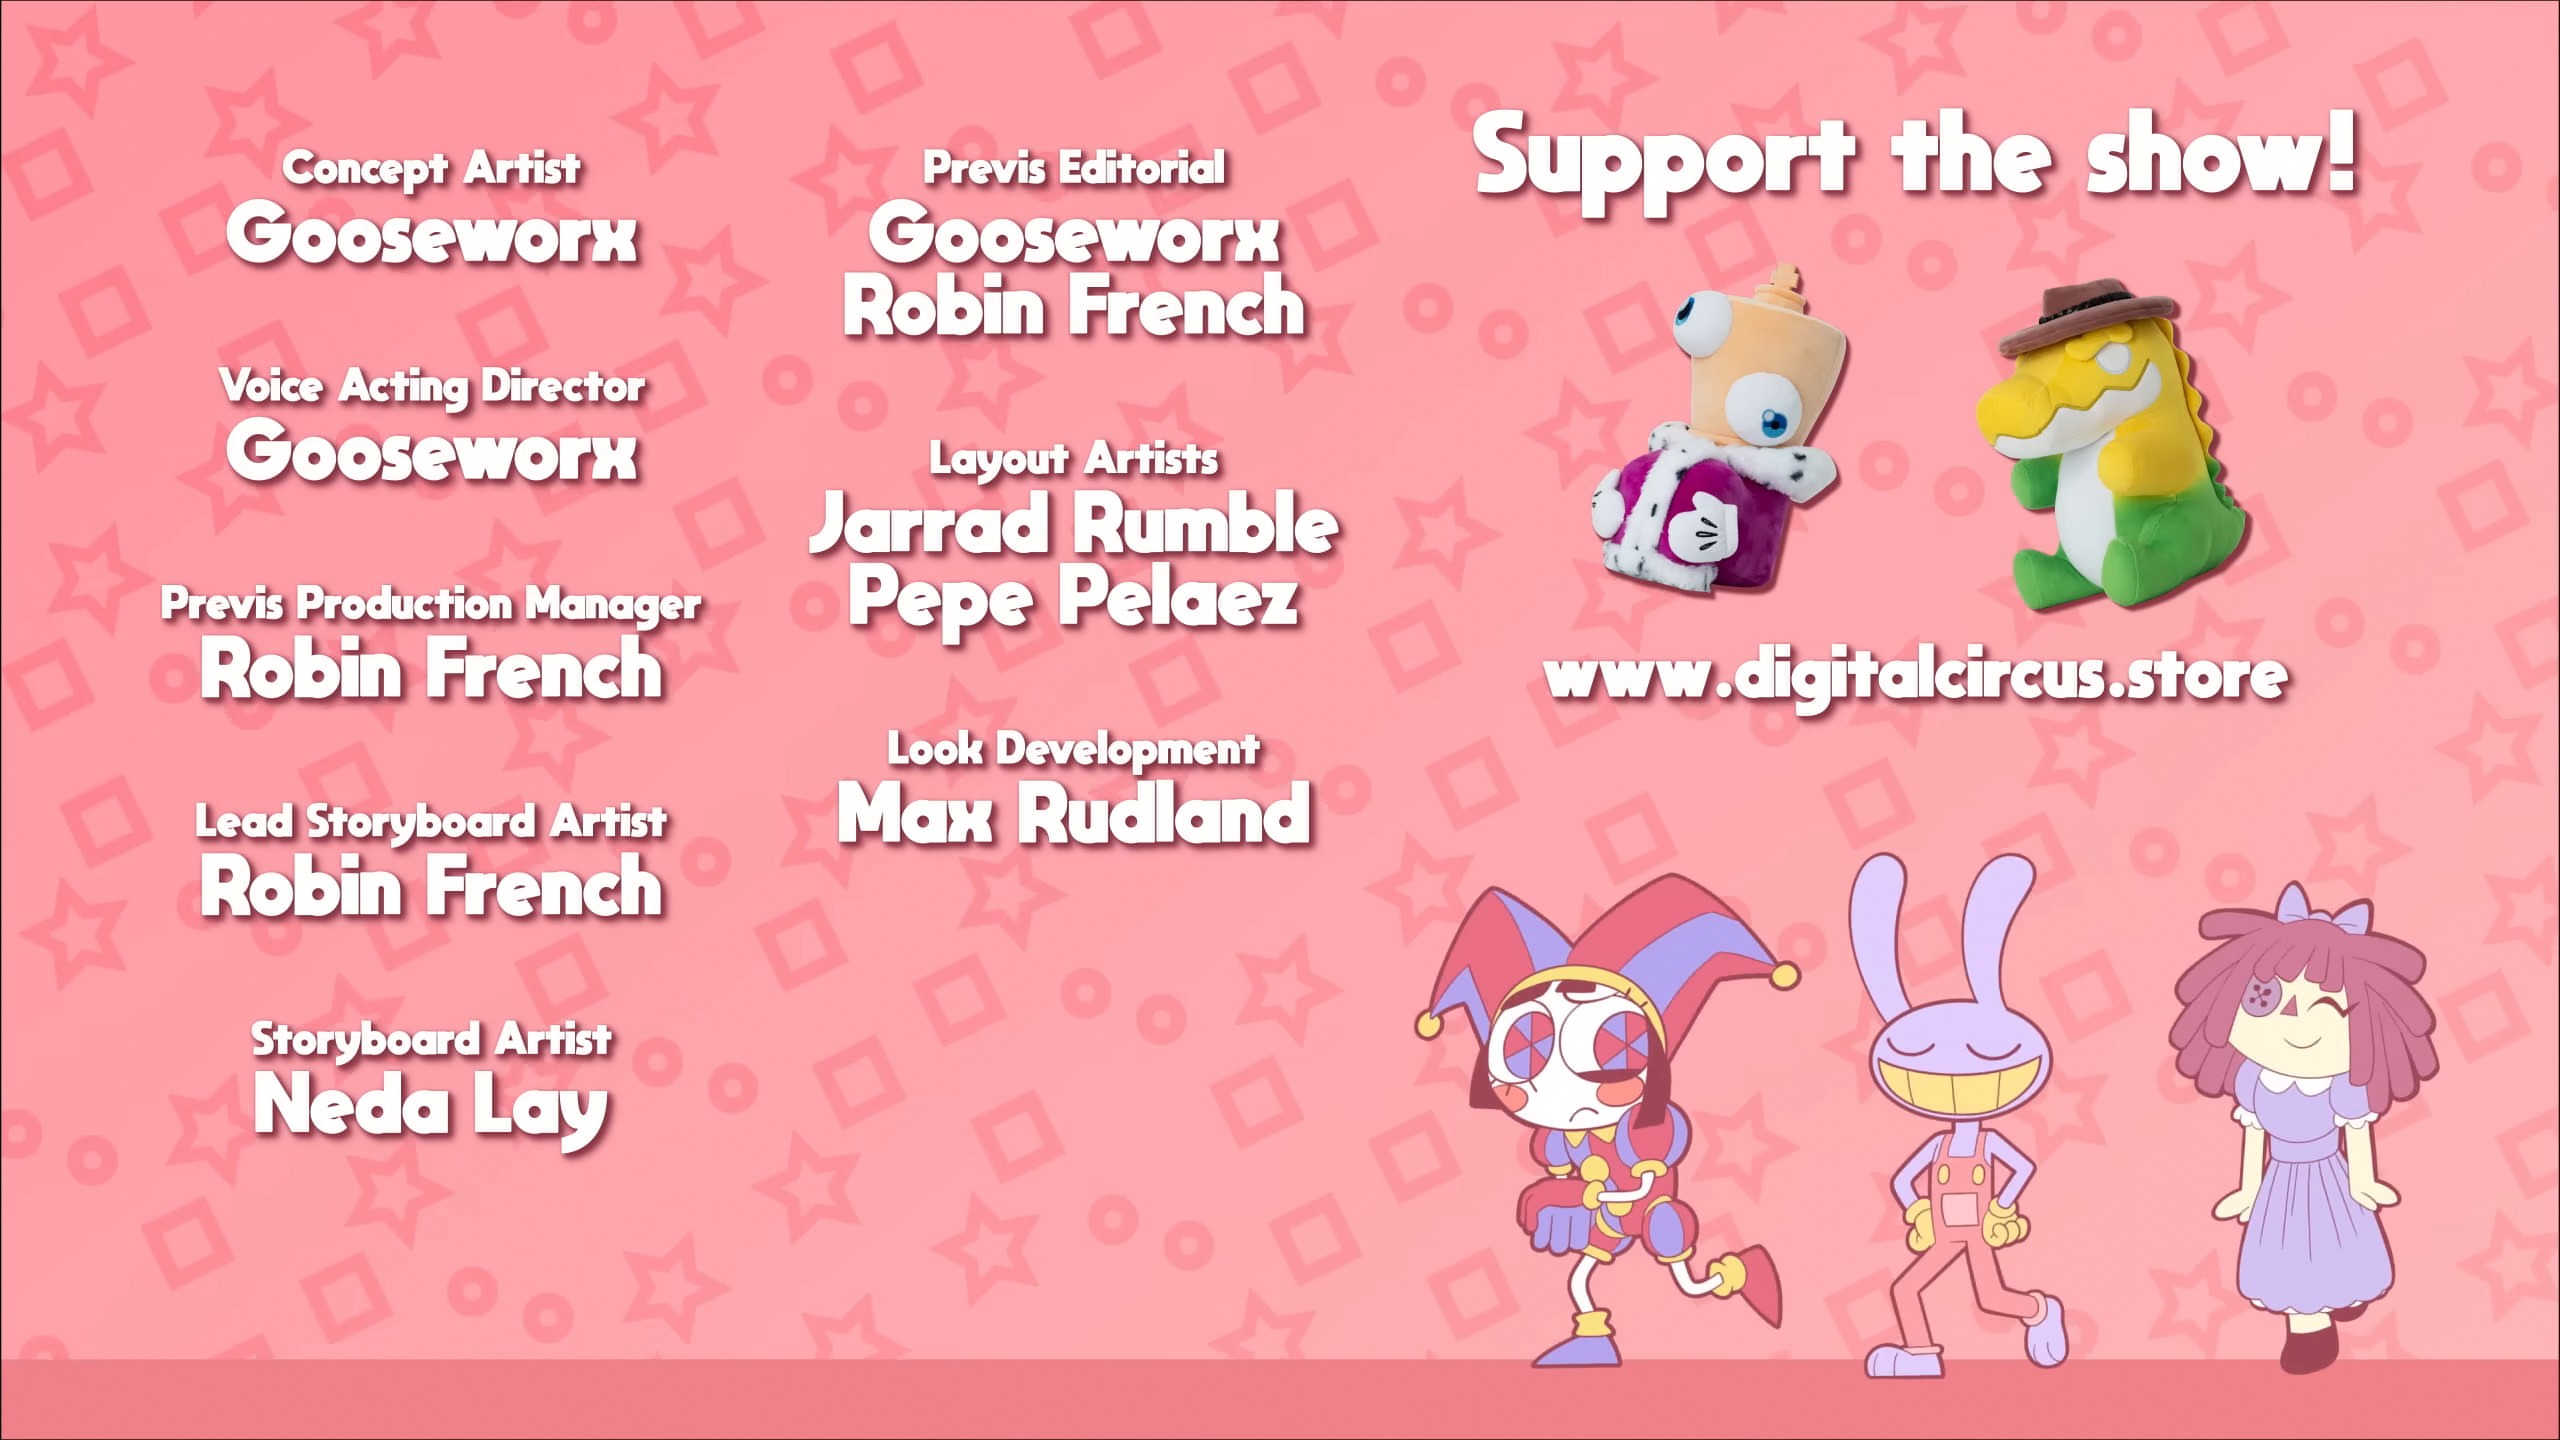 Concept Artist
Gooseworx
Voice Acting Director
Gooseworx
Previs Production Manager
Robin French
Lead Storyboard Artist
Robin French
Storyboard Artist
Neda Lay
Previs Editorial
Gooseworx
Robin French
Layout Artists
Jarrad Rumble
Pepe Pelaez
Look Development
Max Rudland
Support the show!
www.digitalcircus.store